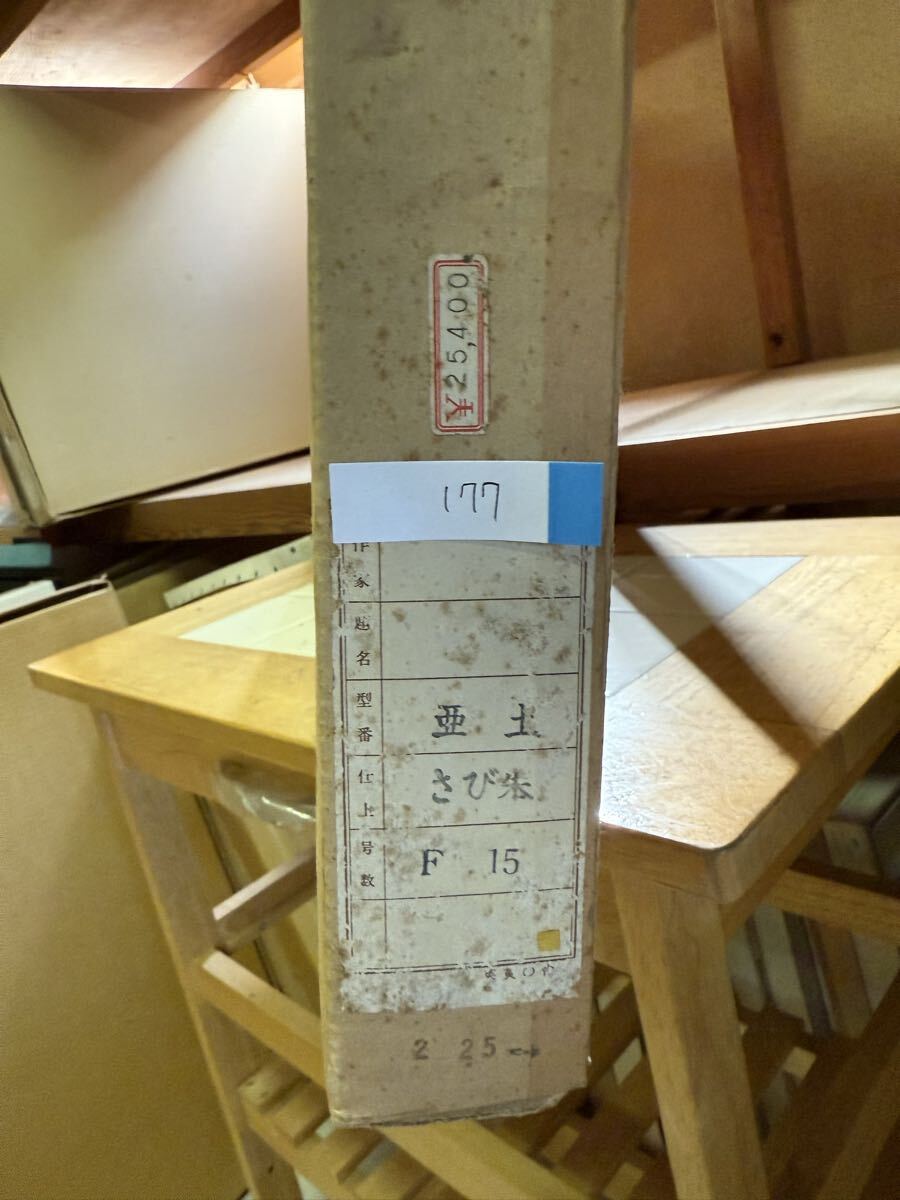 ¥25,400
177
作家
題名
型番 亜土
仕上 さび朱
号数 F 15
2 25